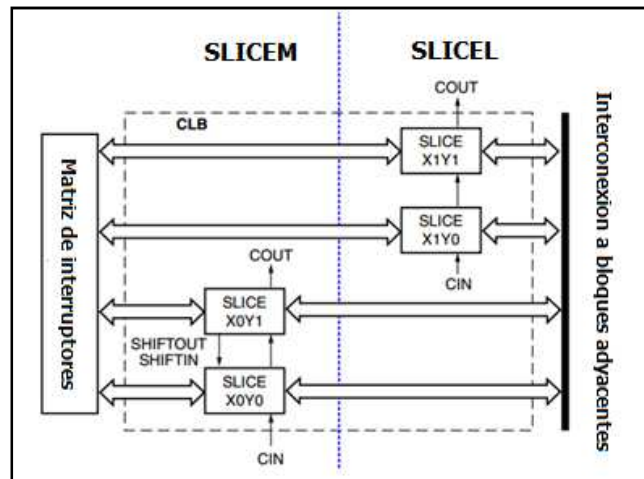 SLICEM
SLICEL
COUT
CLB
SLICE
X1Y1
SLICE
X1Y0
COUT
CIN
SLICE
X0Y1
SHIFTOUT
SHIFTIN
SLICE
X0Y0
CIN
Matriz de interruptores
Interconexion a bloques adyacentes